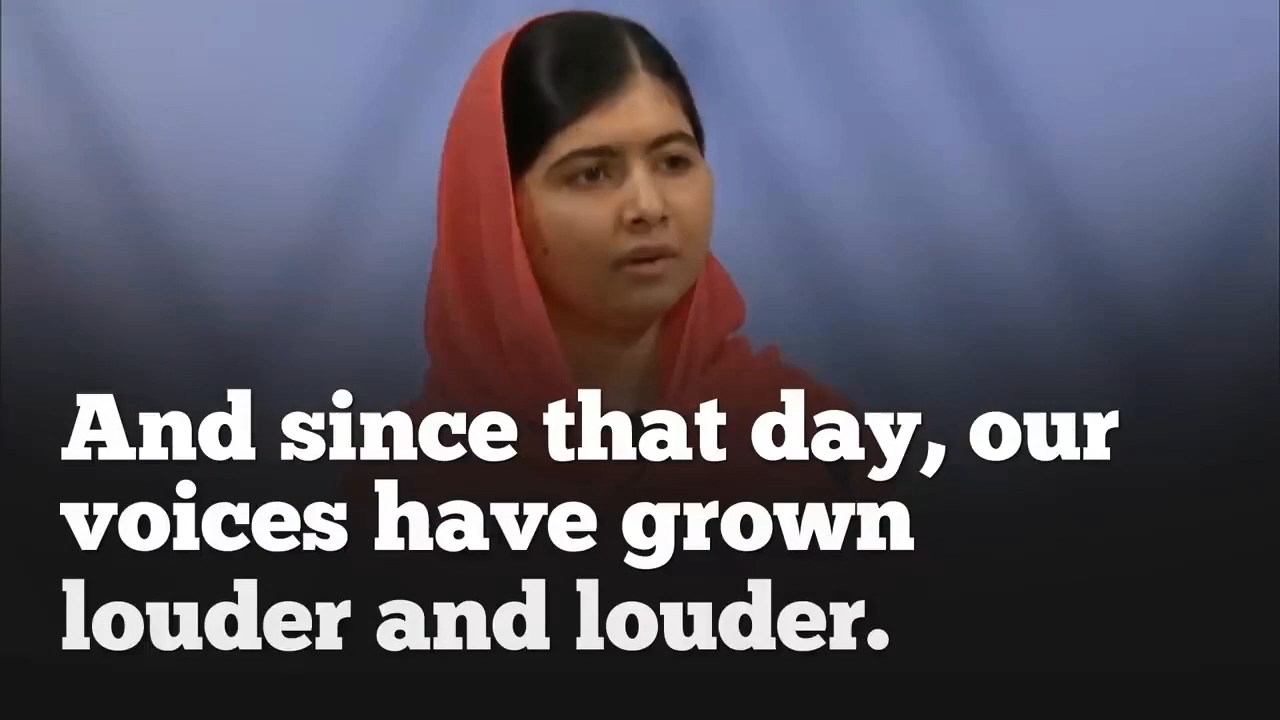 And since that day, our
voices have grown
louder and louder.